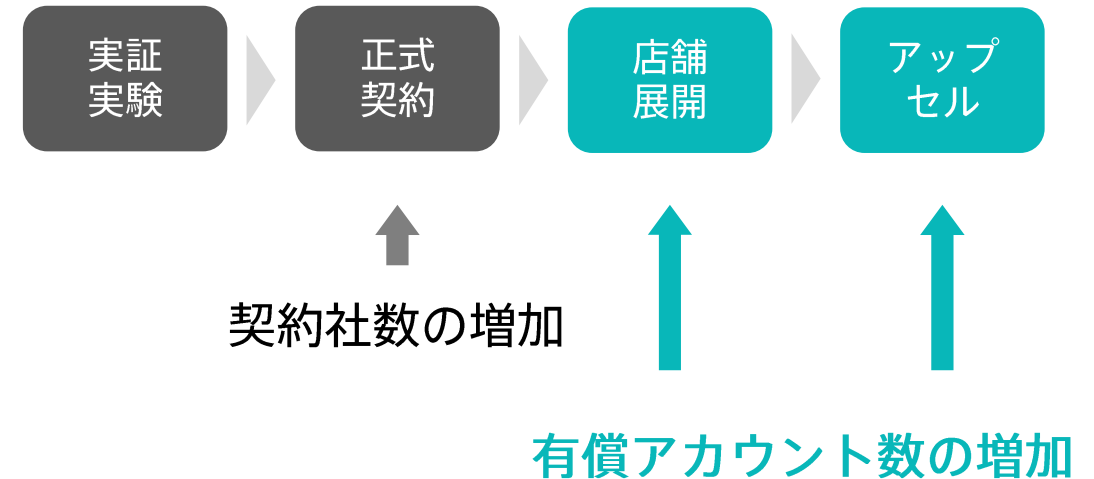 実証
実験
正式
契約
店舗
展開
アップ
セル
契約社数の増加
有償アカウント数の増加